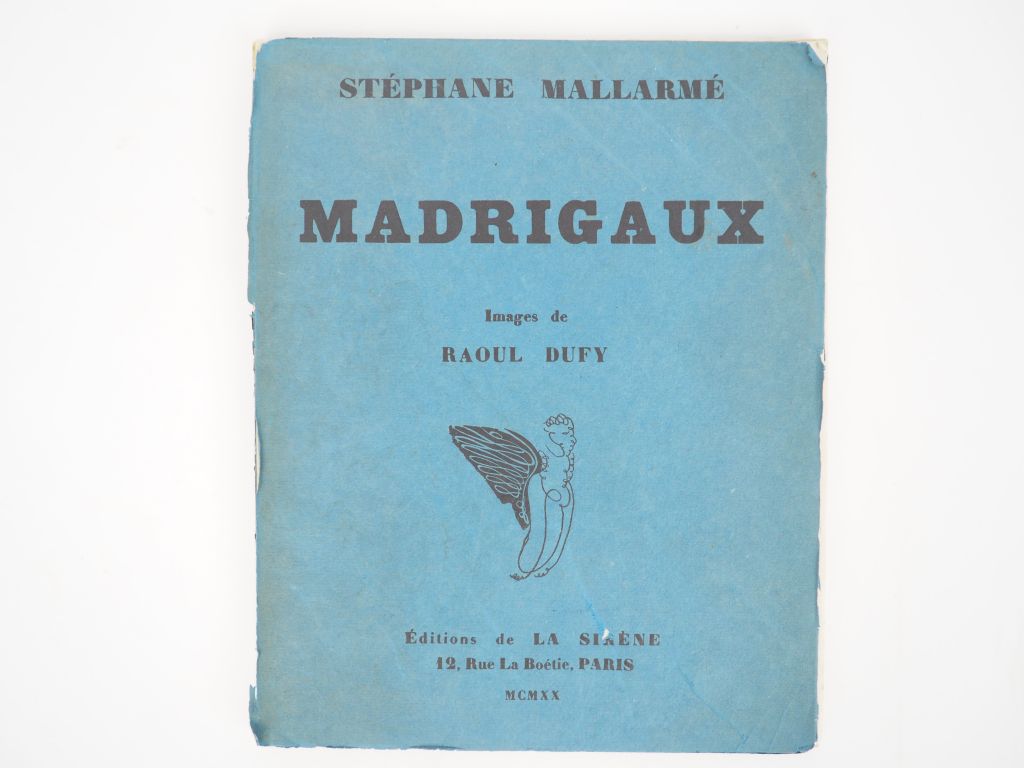 STÉPHANE MALLARMÉ
MADRIGAUX
Images de
RAOUL DUFY
Éditions de LA SIRÈNE
12, Rue La Boétie, PARIS
MCMXX